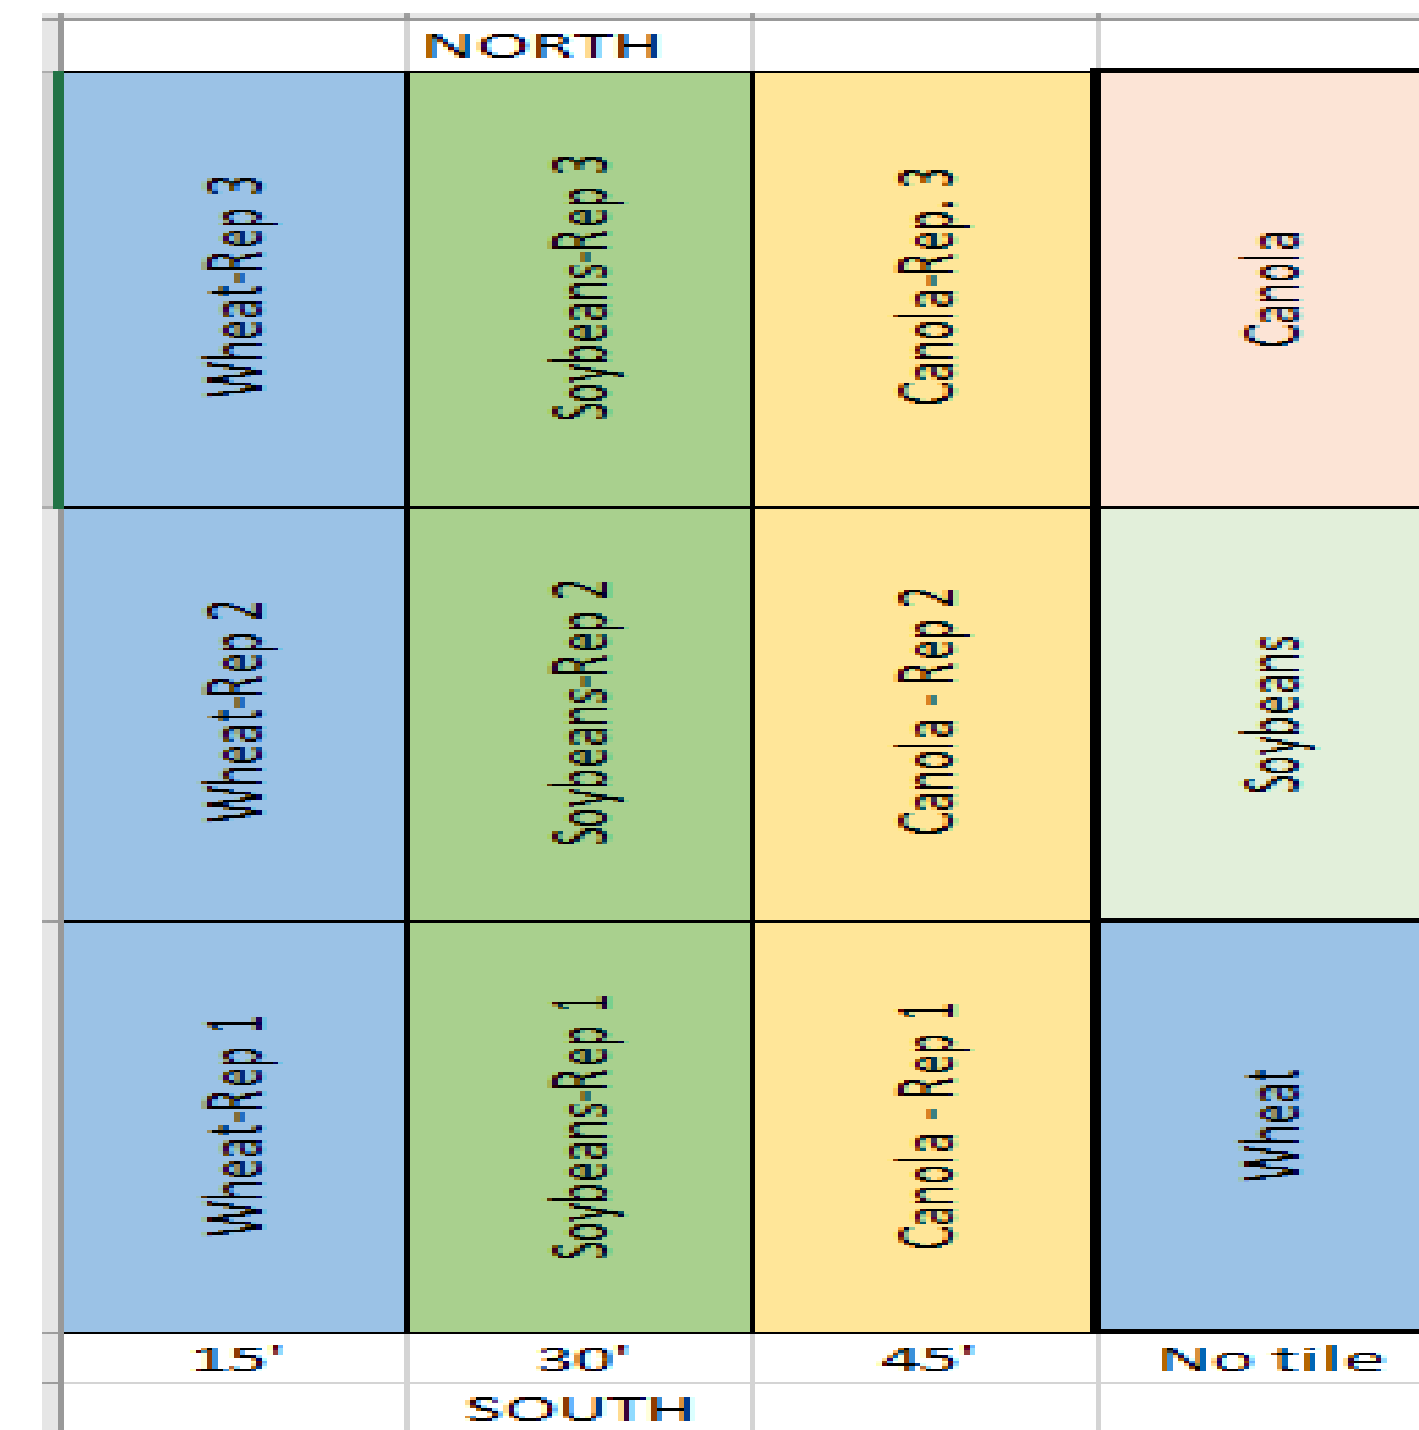 NORTH
Wheat-Rep 3
Soybeans-Rep 3
Canola-Rep. 3
Canola
Wheat-Rep 2
Soybeans-Rep 2
Canola - Rep 2
Soybeans
Wheat-Rep 1
Soybeans-Rep 1
Canola - Rep 1
Wheat
15' 30' 45' No tile
SOUTH